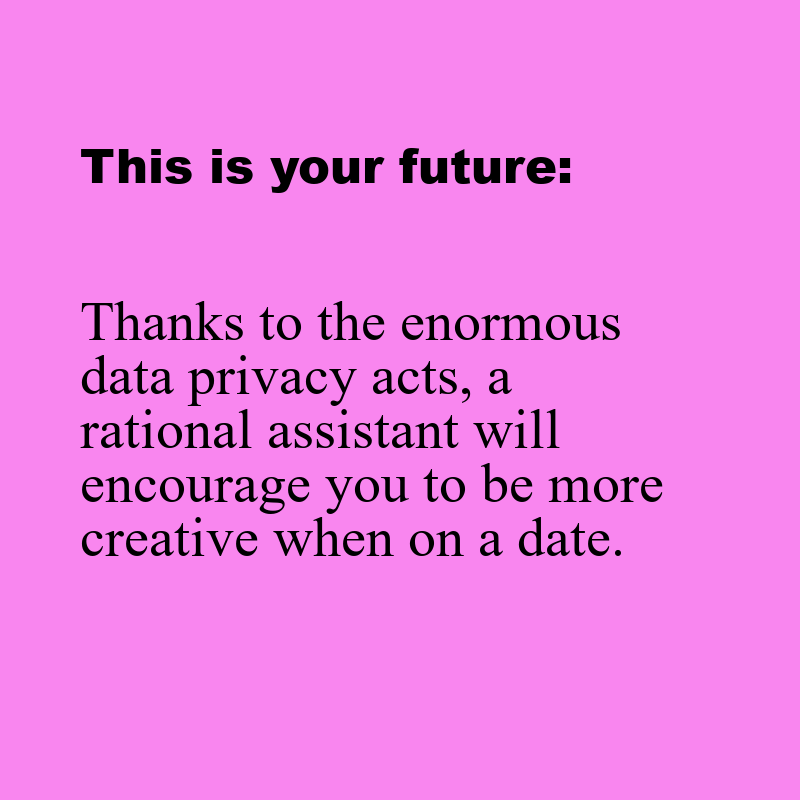 This is your future:
Thanks to the enormous
data privacy acts, a
rational assistant will
encourage you to be more
creative when on a date.